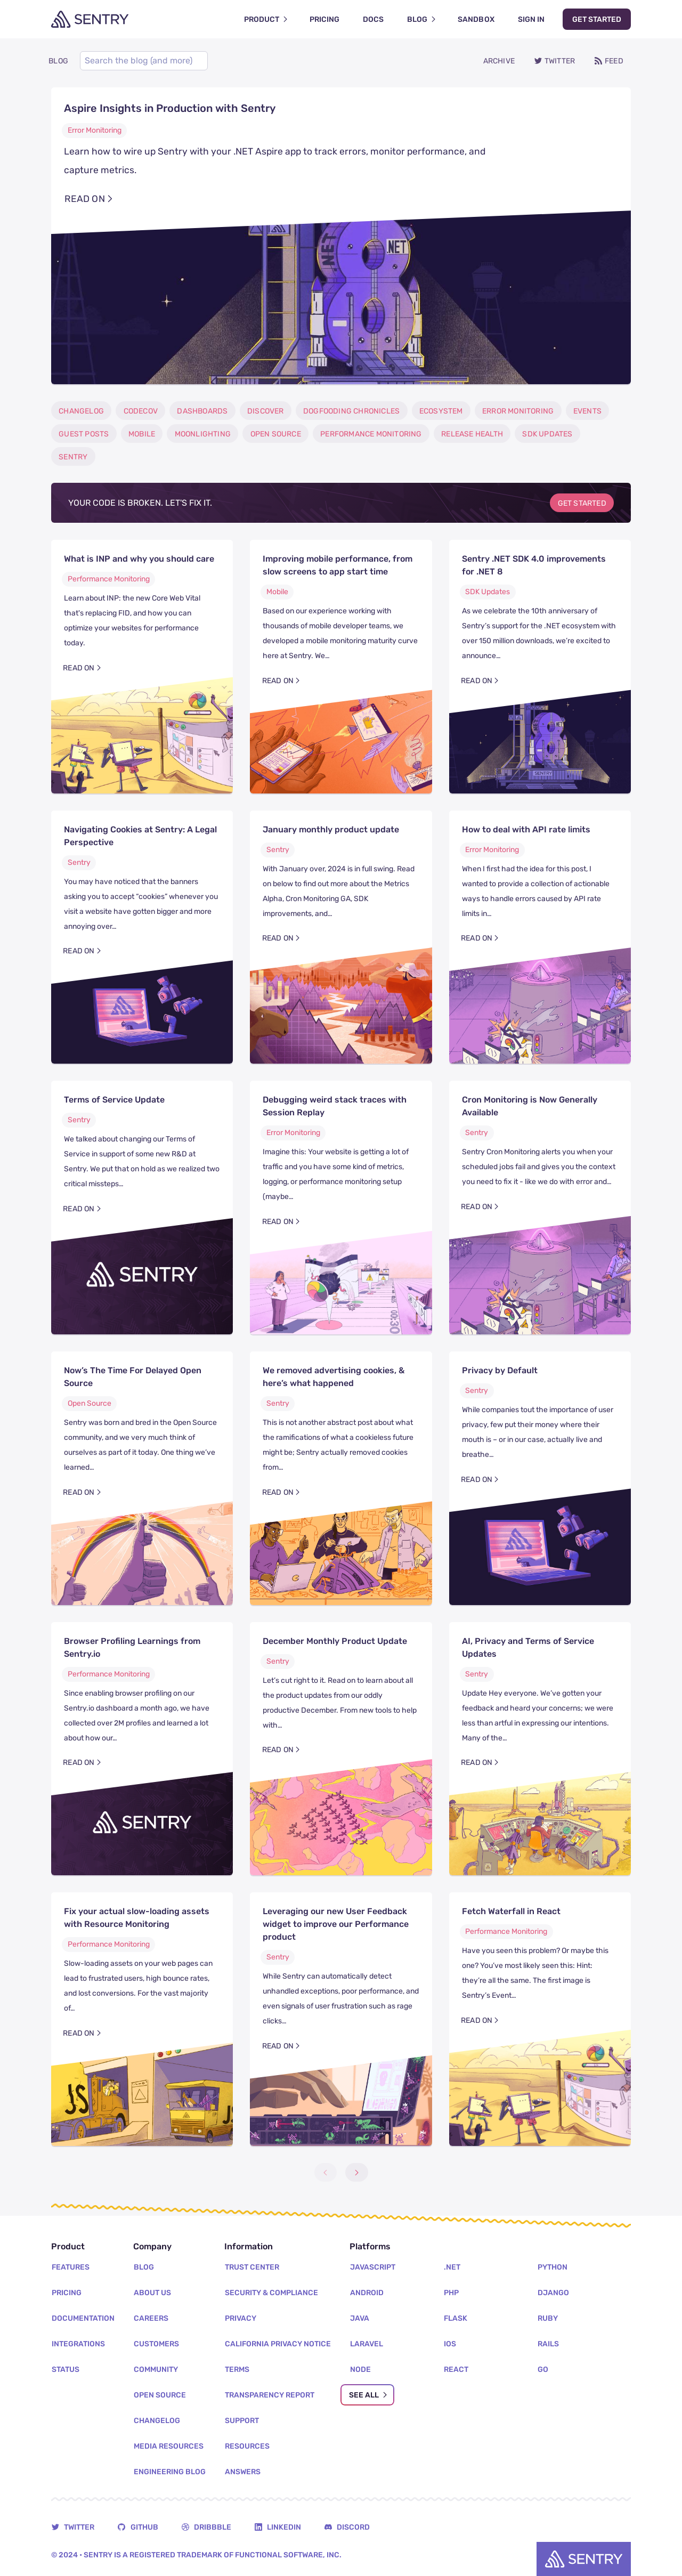 SENTRY
PRODUCT
PRICING
DOCS
BLOG
SANDBOX
SIGN IN
GET STARTED
BLOG
Search the blog (and more)
ARCHIVE
TWITTER
FEED
Aspire Insights in Production with Sentry
Error Monitoring
Learn how to wire up Sentry with your .NET Aspire app to track errors, monitor performance, and
capture metrics.
READ ON
.NET
.NET
CHANGELOG
CODECOV
DASHBOARDS
DISCOVER
DOGFOODING CHRONICLES
ECOSYSTEM
ERROR MONITORING
EVENTS
GUEST POSTS
MOBILE
MOONLIGHTING
OPEN SOURCE
PERFORMANCE MONITORING
RELEASE HEALTH
SDK UPDATES
SENTRY
YOUR CODE IS BROKEN. LET'S FIX IT.
GET STARTED
What is INP and why you should care
Performance Monitoring
Learn about INP: the new Core Web Vital
that's replacing FID, and how you can
optimize your websites for performance
today.
READ ON
Improving mobile performance, from
slow screens to app start time
Mobile
Based on our experience working with
thousands of mobile developer teams, we
developed a mobile monitoring maturity curve
here at Sentry. We…
READ ON
Sentry .NET SDK 4.0 improvements
for .NET 8
SDK Updates
As we celebrate the 10th anniversary of
Sentry's support for the .NET ecosystem with
over 150 million downloads, we're excited to
announce…
READ ON
Navigating Cookies at Sentry: A Legal
Perspective
Sentry
You may have noticed that the banners
asking you to accept "cookies" whenever you
visit a website have gotten bigger and more
annoying over…
READ ON
January monthly product update
Sentry
With January over, 2024 is in full swing. Read
on below to find out more about the Metrics
Alpha, Cron Monitoring GA, SDK
improvements, and…
READ ON
How to deal with API rate limits
Error Monitoring
When I first had the idea for this post, I
wanted to provide a collection of actionable
ways to handle errors caused by API rate
limits in…
READ ON
Terms of Service Update
Sentry
We talked about changing our Terms of
Service in support of some new R&D at
Sentry. We put that on hold as we realized two
critical missteps…
READ ON
SENTRY
Debugging weird stack traces with
Session Replay
Error Monitoring
Imagine this: Your website is getting a lot of
traffic and you have some kind of metrics,
logging, or performance monitoring setup
(maybe…
READ ON
Cron Monitoring is Now Generally
Available
Sentry
Sentry Cron Monitoring alerts you when your
scheduled jobs fail and gives you the context
you need to fix it - like we do with error and…
READ ON
Now's The Time For Delayed Open
Source
Open Source
Sentry was born and bred in the Open Source
community, and we very much think of
ourselves as part of it today. One thing we've
learned…
READ ON
We removed advertising cookies, &
here's what happened
Sentry
This is not another abstract post about what
the ramifications of what a cookieless future
might be; Sentry actually removed cookies
from…
READ ON
Privacy by Default
Sentry
While companies tout the importance of user
privacy, few put their money where their
mouth is – or in our case, actually live and
breathe…
READ ON
Browser Profiling Learnings from
Sentry.io
Performance Monitoring
Since enabling browser profiling on our
Sentry.io dashboard a month ago, we have
collected over 2M profiles and learned a lot
about how our…
READ ON
SENTRY
December Monthly Product Update
Sentry
Let's cut right to it. Read on to learn about all
the product updates from our oddly
productive December. From new tools to help
with…
READ ON
AI, Privacy and Terms of Service
Updates
Sentry
Update Hey everyone. We've gotten your
feedback and heard your concerns; we were
less than artful in expressing our intentions.
Many of the…
READ ON
Fix your actual slow-loading assets
with Resource Monitoring
Performance Monitoring
Slow-loading assets on your web pages can
lead to frustrated users, high bounce rates,
and lost conversions. For the vast majority
of…
READ ON
JS
JS
Leveraging our new User Feedback
widget to improve our Performance
product
Sentry
While Sentry can automatically detect
unhandled exceptions, poor performance, and
even signals of user frustration such as rage
clicks…
READ ON
Fetch Waterfall in React
Performance Monitoring
Have you seen this problem? Or maybe this
one? You've most likely seen this: Hint:
they're all the same. The first image is
Sentry's Event…
READ ON
Product
FEATURES
PRICING
DOCUMENTATION
INTEGRATIONS
STATUS
Company
BLOG
ABOUT US
CAREERS
CUSTOMERS
COMMUNITY
OPEN SOURCE
CHANGELOG
MEDIA RESOURCES
ENGINEERING BLOG
Information
TRUST CENTER
SECURITY & COMPLIANCE
PRIVACY
CALIFORNIA PRIVACY NOTICE
TERMS
TRANSPARENCY REPORT
SUPPORT
RESOURCES
ANSWERS
Platforms
JAVASCRIPT
ANDROID
JAVA
LARAVEL
NODE
SEE ALL
.NET
PHP
FLASK
IOS
REACT
PYTHON
DJANGO
RUBY
RAILS
GO
TWITTER
GITHUB
DRIBBBLE
LINKEDIN
DISCORD
© 2024 • SENTRY IS A REGISTERED TRADEMARK OF FUNCTIONAL SOFTWARE, INC.
SENTRY